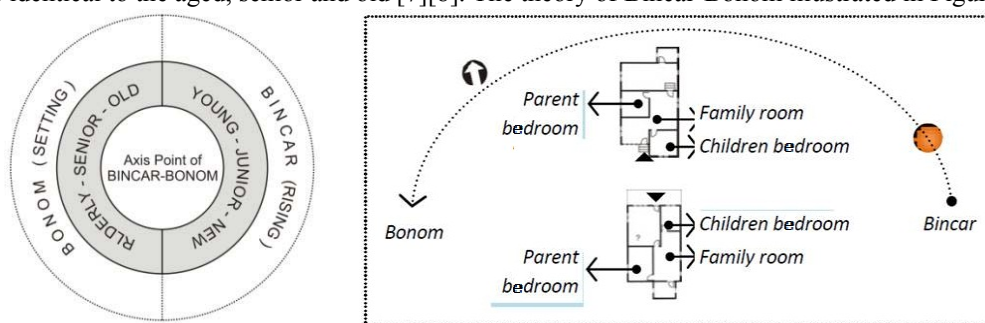 identical to the aged, senior and old [7][8]. The theory of Bincar-Bonom illustrated in Figu
BONOM (SETTING)
RLDERLY - SENIOR - OLD
Axis Point of
BINCAR-BONOM
YOUNG - JUNIOR - NEW
BINCAR (RISING)
Parent
bedroom
Family room
Children bedroom
Bonom
Bincar
?
Children bedroom
Family room
Parent
bedroom